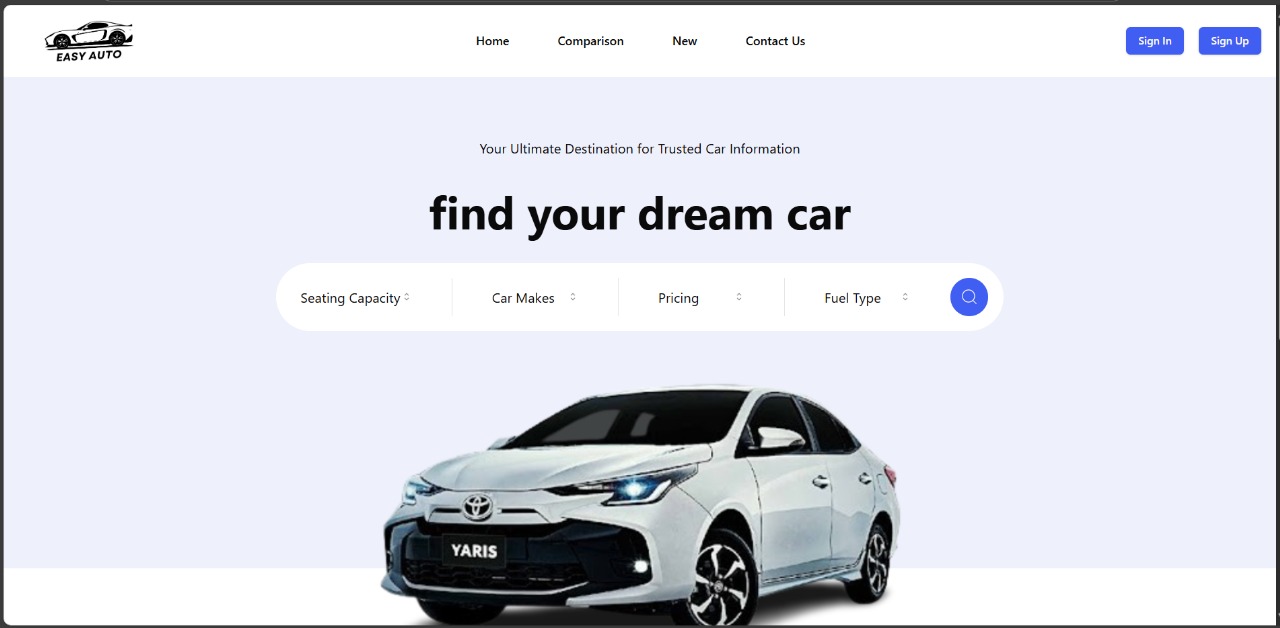 EASY AUTO
Home Comparison New Contact Us
Sign In Sign Up
Your Ultimate Destination for Trusted Car Information
find your dream car
Seating Capacity Car Makes Pricing Fuel Type
YARIS